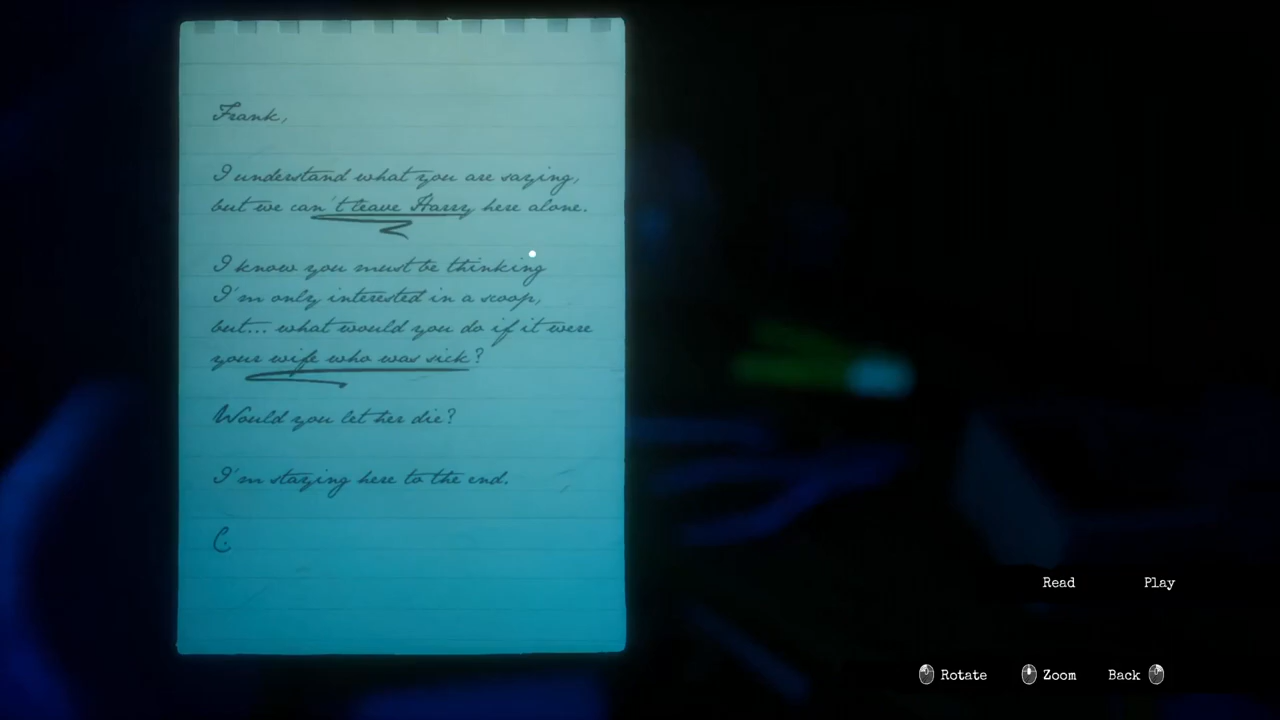 Frank,
I understand what you are saying,
but we can't leave Harry here alone.
I know you must be thinking
I'm only interested in a scoop,
but... what would you do if it were
your wife who was sick?
Would you let her die?
I'm staying here to the end.
C.
Read Play
Rotate Zoom Back